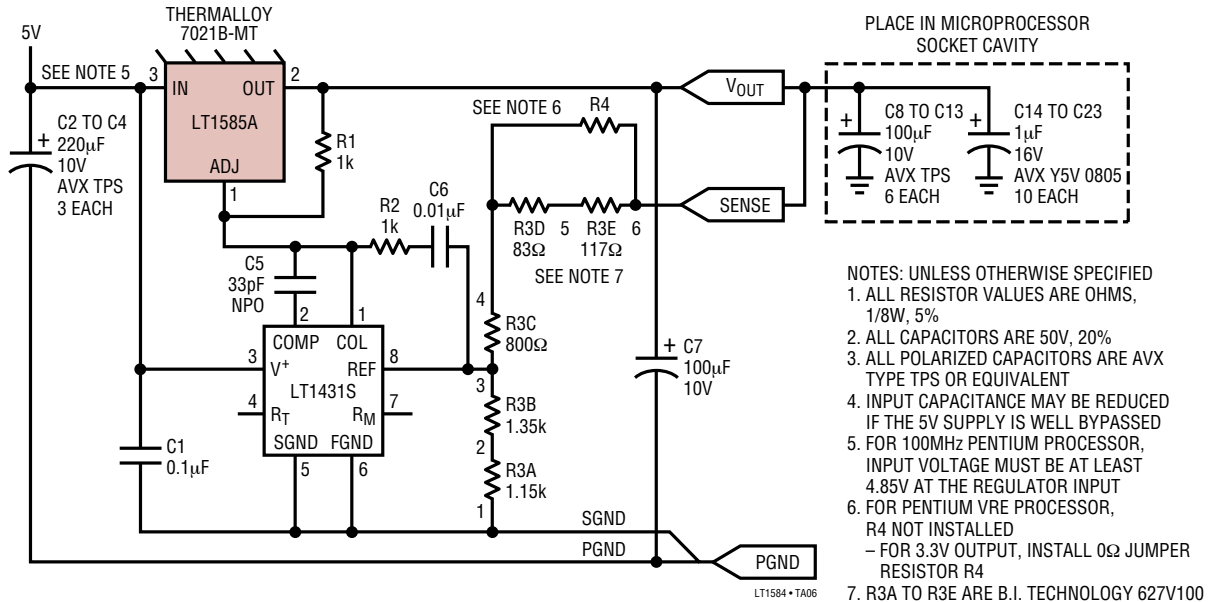 THERMALLOY
7021B-MT
5V
SEE NOTE 5
3
IN
OUT
2
LT1585A
ADJ
1
+
C2 TO C4
220µF
10V
AVX TPS
3 EACH
R1
1k
SEE NOTE 6
R4
VOUT
PLACE IN MICROPROCESSOR
SOCKET CAVITY
+
C8 TO C13
100µF
10V
AVX TPS
6 EACH
+
C14 TO C23
1µF
16V
AVX Y5V 0805
10 EACH
SENSE
R2
1k
C6
0.01µF
R3D
83Ω
5
R3E
117Ω
6
SEE NOTE 7
C5
33pF
NPO
2
1
COMP
COL
3
V+
REF
8
LT1431S
4
RT
RM
7
SGND
FGND
5
6
4
R3C
800Ω
3
R3B
1.35k
2
R3A
1.15k
1
+
C7
100µF
10V
C1
0.1µF
SGND
PGND
PGND
LT1584 • TA06
NOTES: UNLESS OTHERWISE SPECIFIED
1. ALL RESISTOR VALUES ARE OHMS,
1/8W, 5%
2. ALL CAPACITORS ARE 50V, 20%
3. ALL POLARIZED CAPACITORS ARE AVX
TYPE TPS OR EQUIVALENT
4. INPUT CAPACITANCE MAY BE REDUCED
IF THE 5V SUPPLY IS WELL BYPASSED
5. FOR 100MHz PENTIUM PROCESSOR,
INPUT VOLTAGE MUST BE AT LEAST
4.85V AT THE REGULATOR INPUT
6. FOR PENTIUM VRE PROCESSOR,
R4 NOT INSTALLED
– FOR 3.3V OUTPUT, INSTALL 0Ω JUMPER
RESISTOR R4
7. R3A TO R3E ARE B.I. TECHNOLOGY 627V100